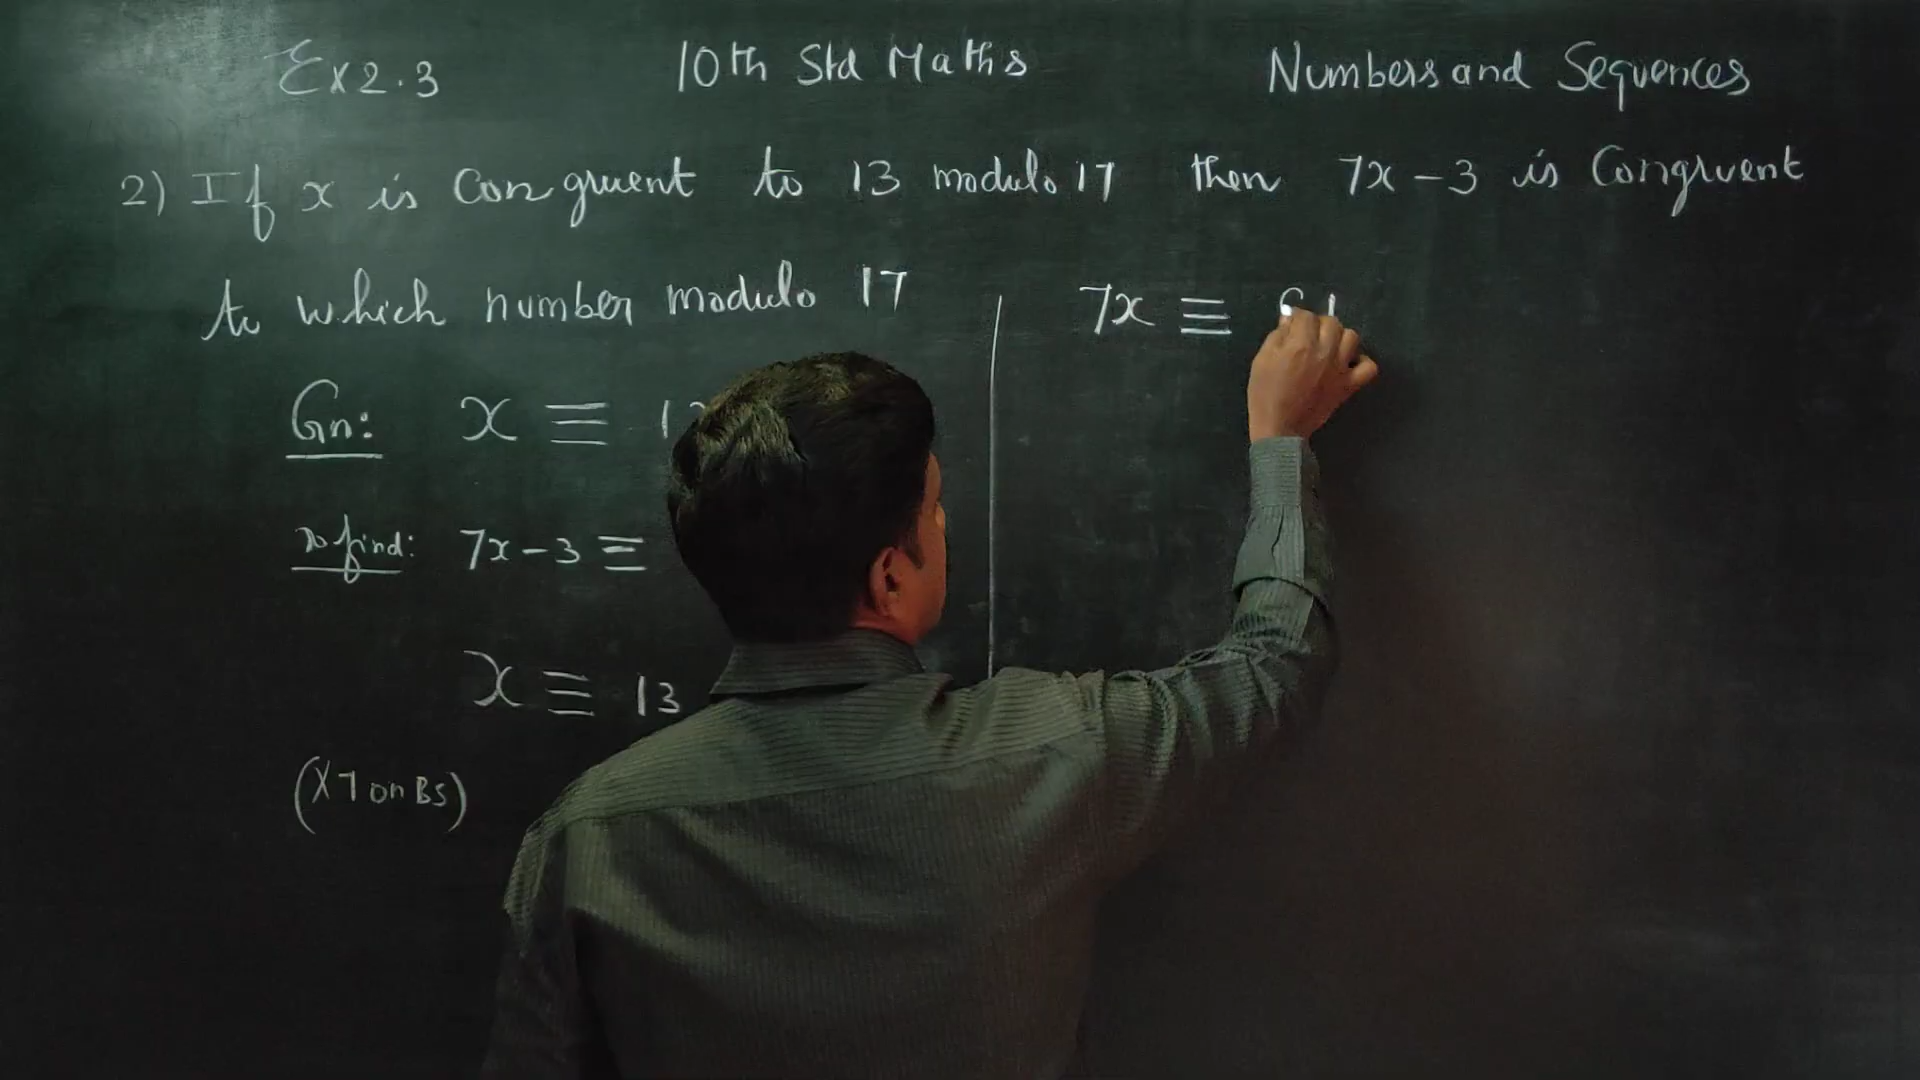 Ex 2.3 10th Std Maths Numbers and Sequences
2) If x is congruent to 13 modulo 17 then 7x - 3 is Congruent
to which number modulo 17
Gn: x ≡
To find: 7x - 3 ≡
x ≡ 13
(X 7 on BS)
7x ≡